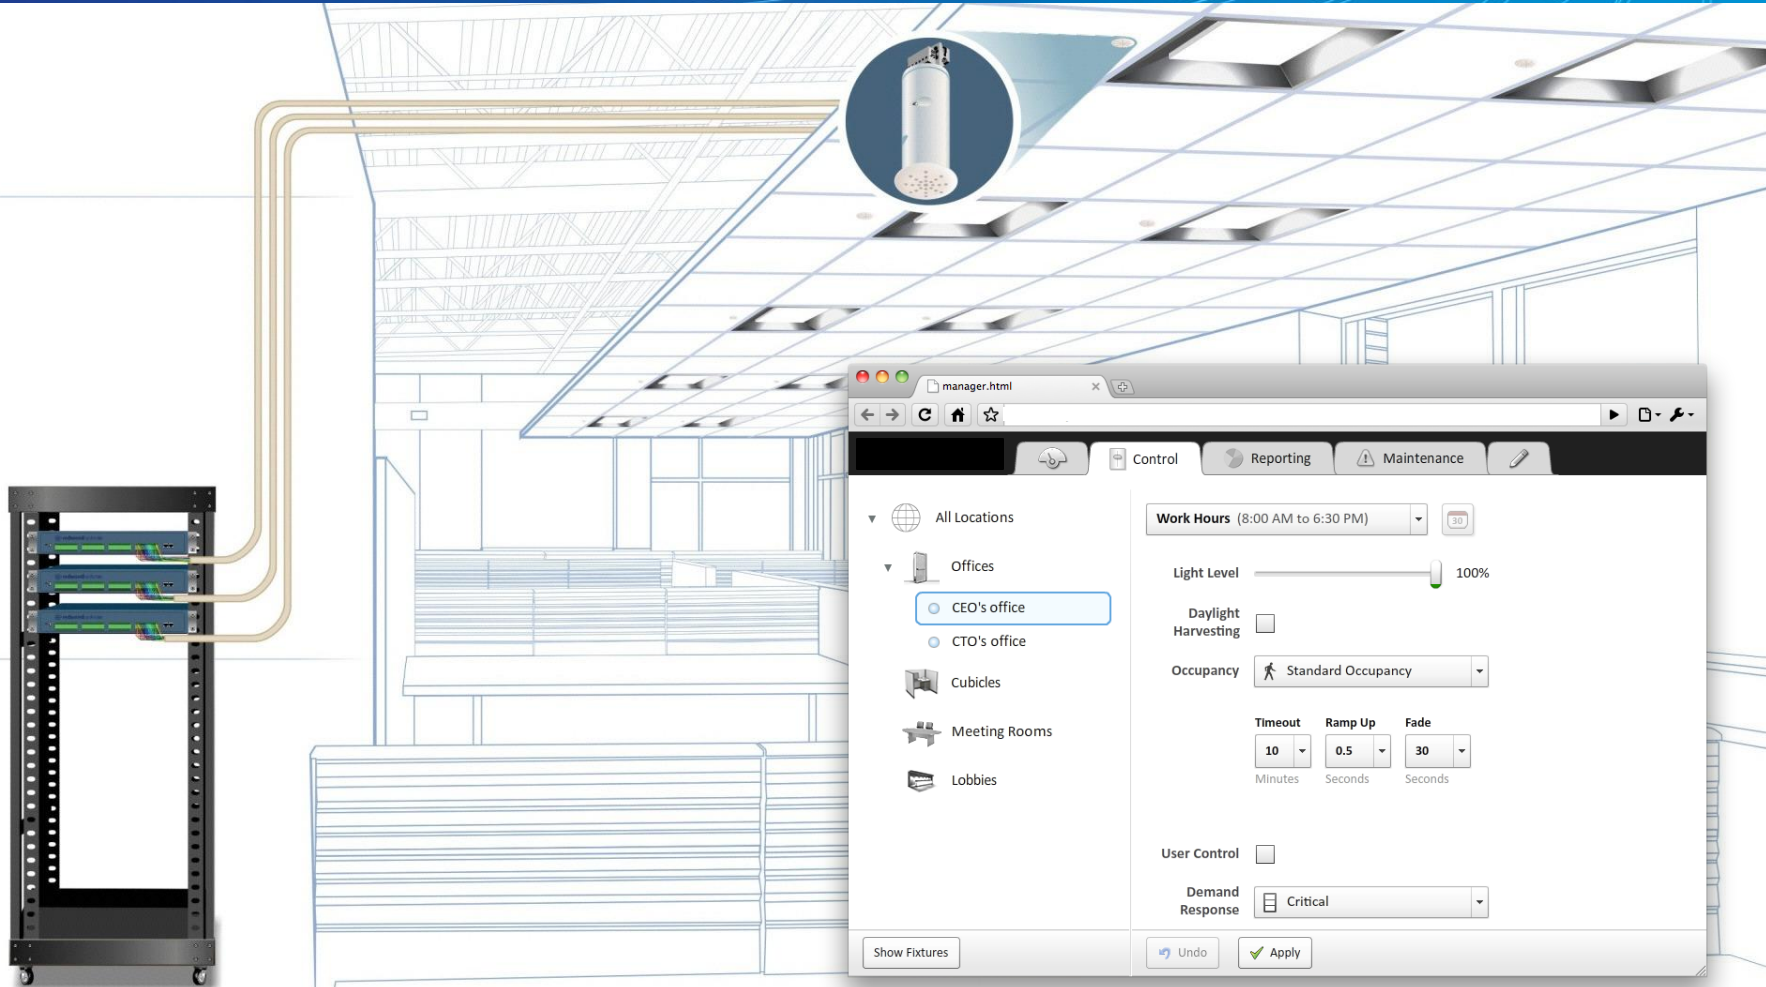 manager.html
Control
Reporting
Maintenance
All Locations
Offices
CEO's office
CTO's office
Cubicles
Meeting Rooms
Lobbies
Show Fixtures
Work Hours (8:00 AM to 6:30 PM)
30
Light Level
100%
Daylight
Harvesting
Occupancy
Standard Occupancy
Timeout Ramp Up Fade
10 0.5 30
Minutes Seconds Seconds
User Control
Demand
Response
Critical
Undo
Apply